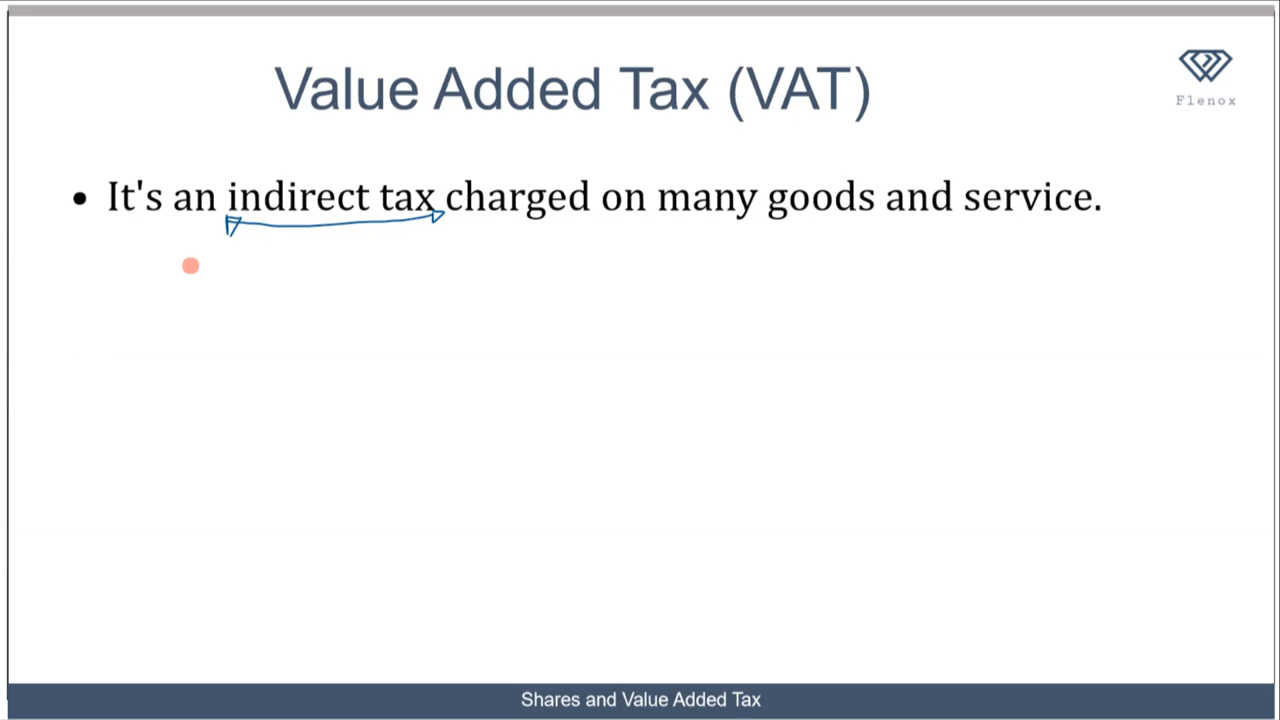 Value Added Tax (VAT)
Flenox
• It's an indirect tax charged on many goods and service.
Shares and Value Added Tax